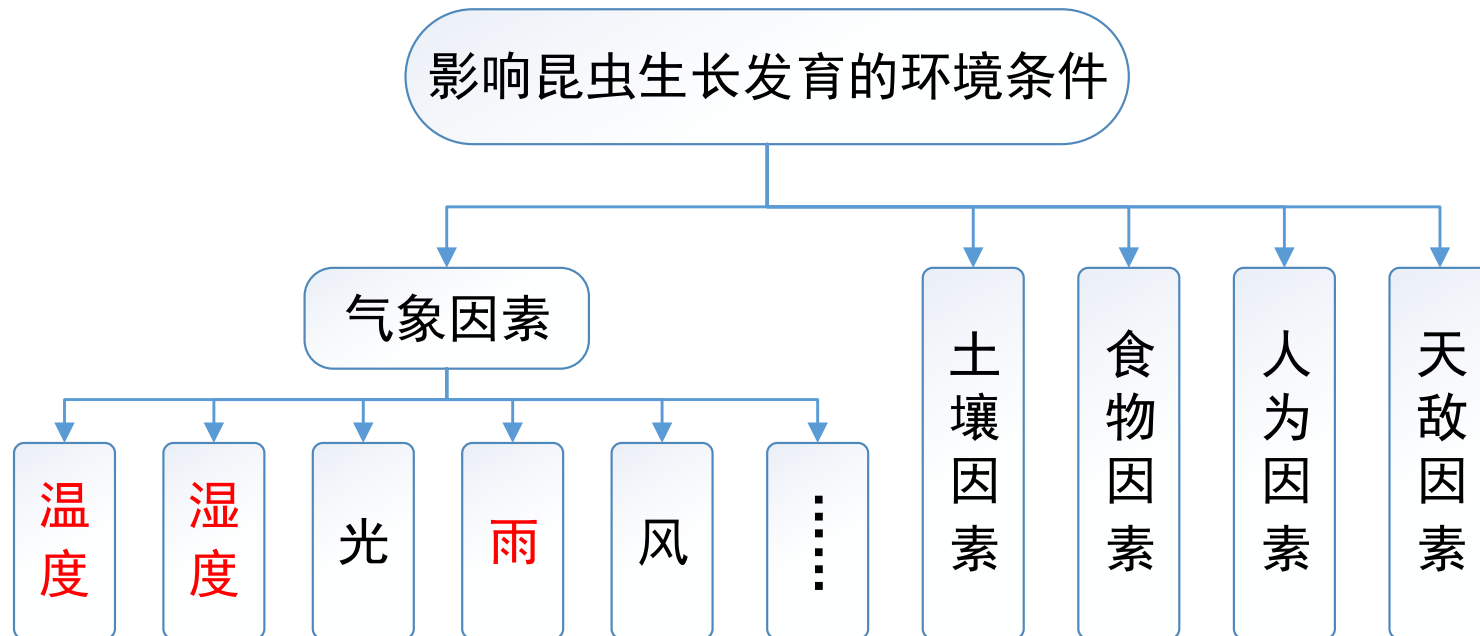 影响昆虫生长发育的环境条件
气象因素
土壤因素
食物因素
人为因素
天敌因素
温度
湿度
光
雨
风
……